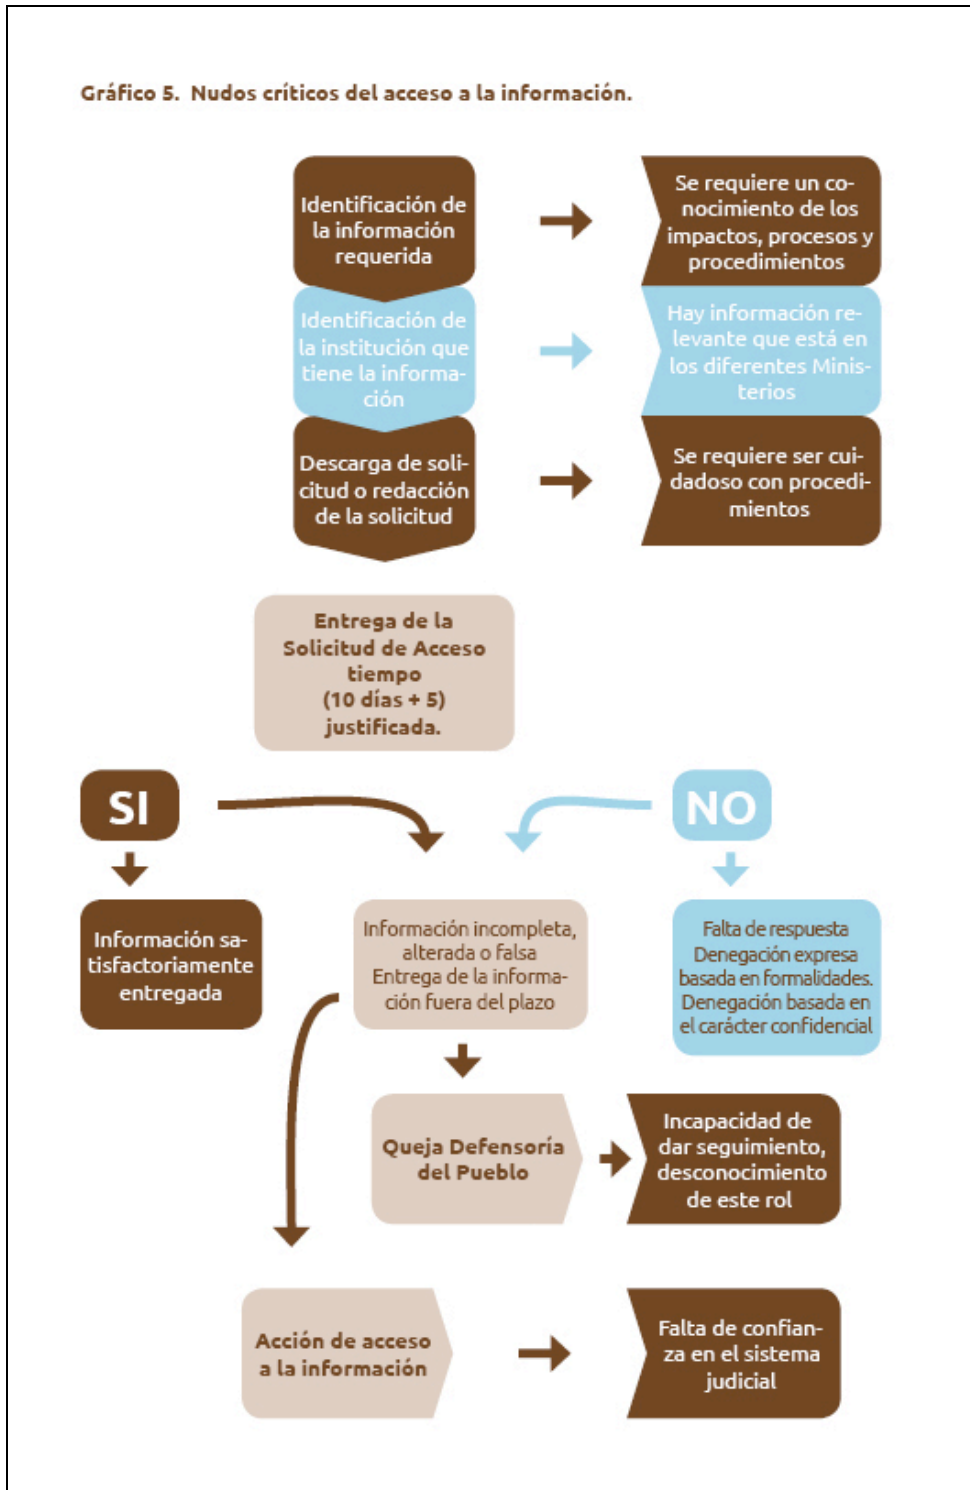 Gráfico 5. Nudos críticos del acceso a la información.
Identificación de
la información
requerida
Se requiere un co-
nocimiento de los
impactos, procesos y
procedimientos
Identificación de
la institución que
tiene la informa-
ción
Hay información re-
levante que está en
los diferentes Minis-
terios
Descarga de soli-
citud o redacción
de la solicitud
Se requiere ser cui-
dadoso con procedi-
mientos
Entrega de la
Solicitud de Acceso
tiempo
(10 días + 5)
justificada.
SI
NO
Información sa-
tisfactoriamente
entregada
Información incompleta,
alterada o falsa
Entrega de la informa-
ción fuera del plazo
Falta de respuesta
Denegación expresa
basada en formalidades.
Denegación basada en
el carácter confidencial
Queja Defensoría
del Pueblo
Incapacidad de
dar seguimiento,
desconocimiento
de este rol
Acción de acceso
a la información
Falta de confian-
za en el sistema
judicial